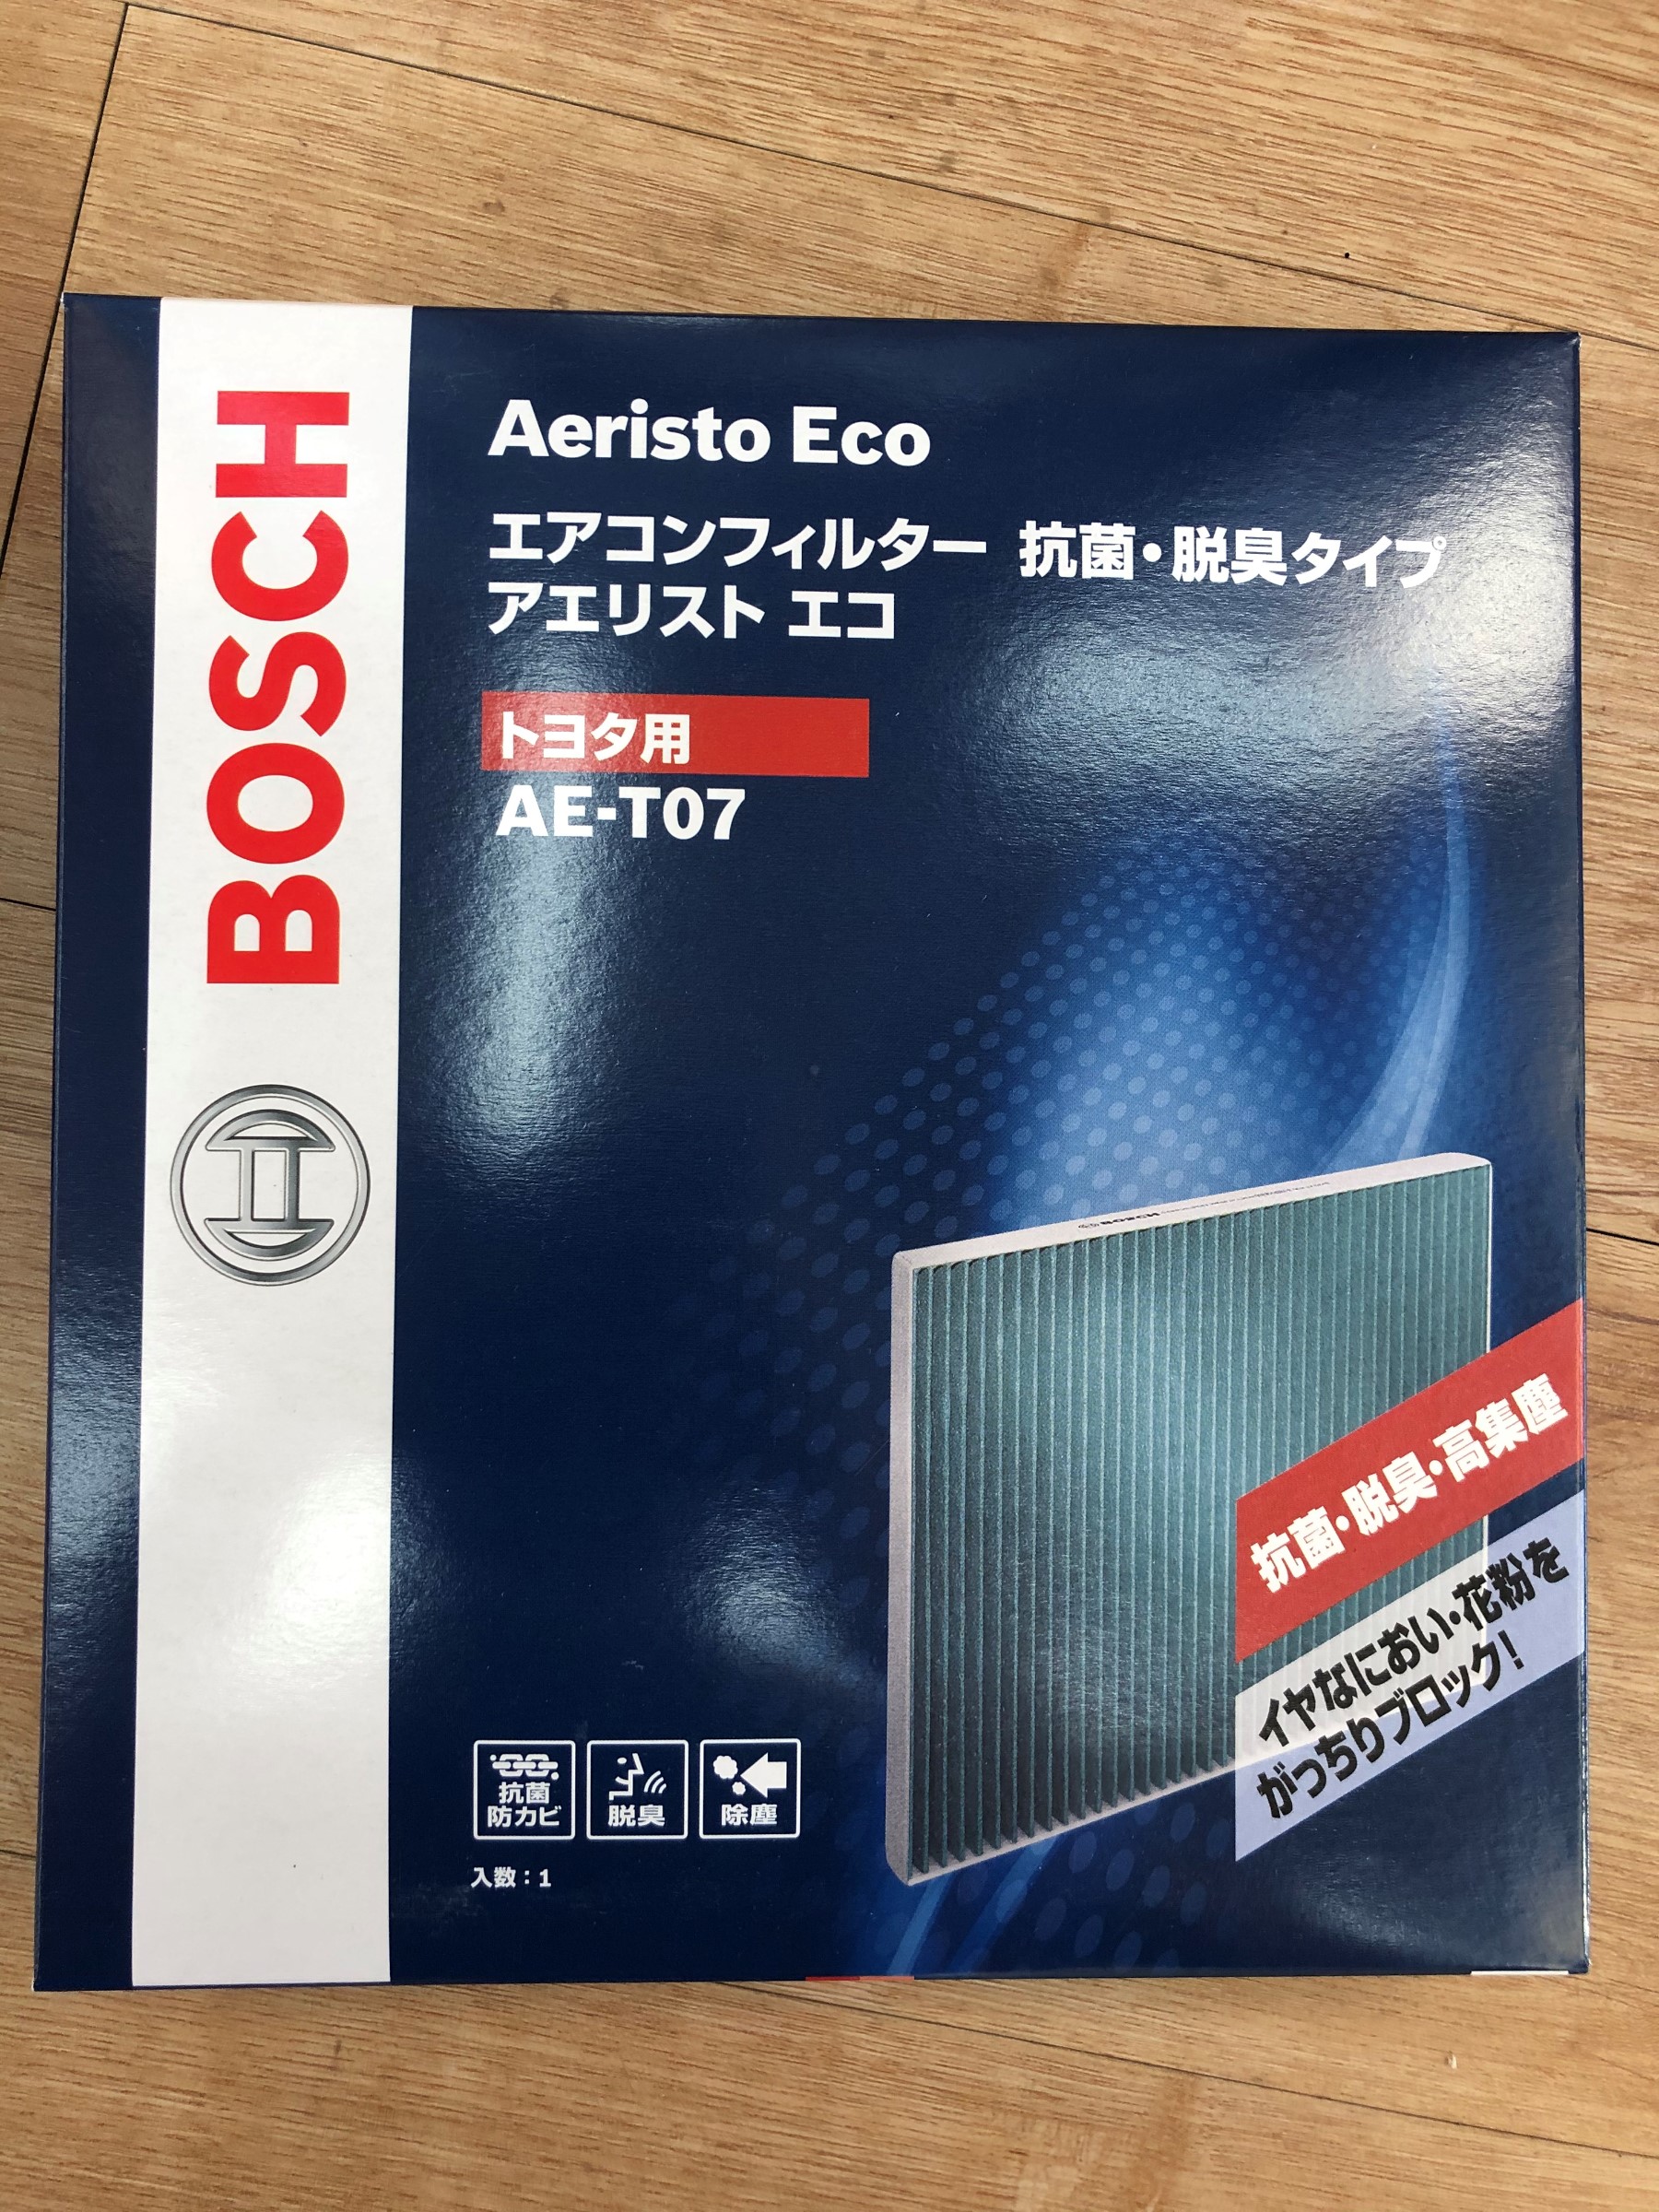 BOSCH
Aeristo Eco
エアコンフィルター 抗菌・脱臭タイプ
アエリスト エコ
トヨタ用
AE-T07
BOSCH
抗菌・脱臭・高集塵
イヤなにおい・花粉を
がっちりブロック!
抗菌
防カビ
脱臭
除塵
入数：1